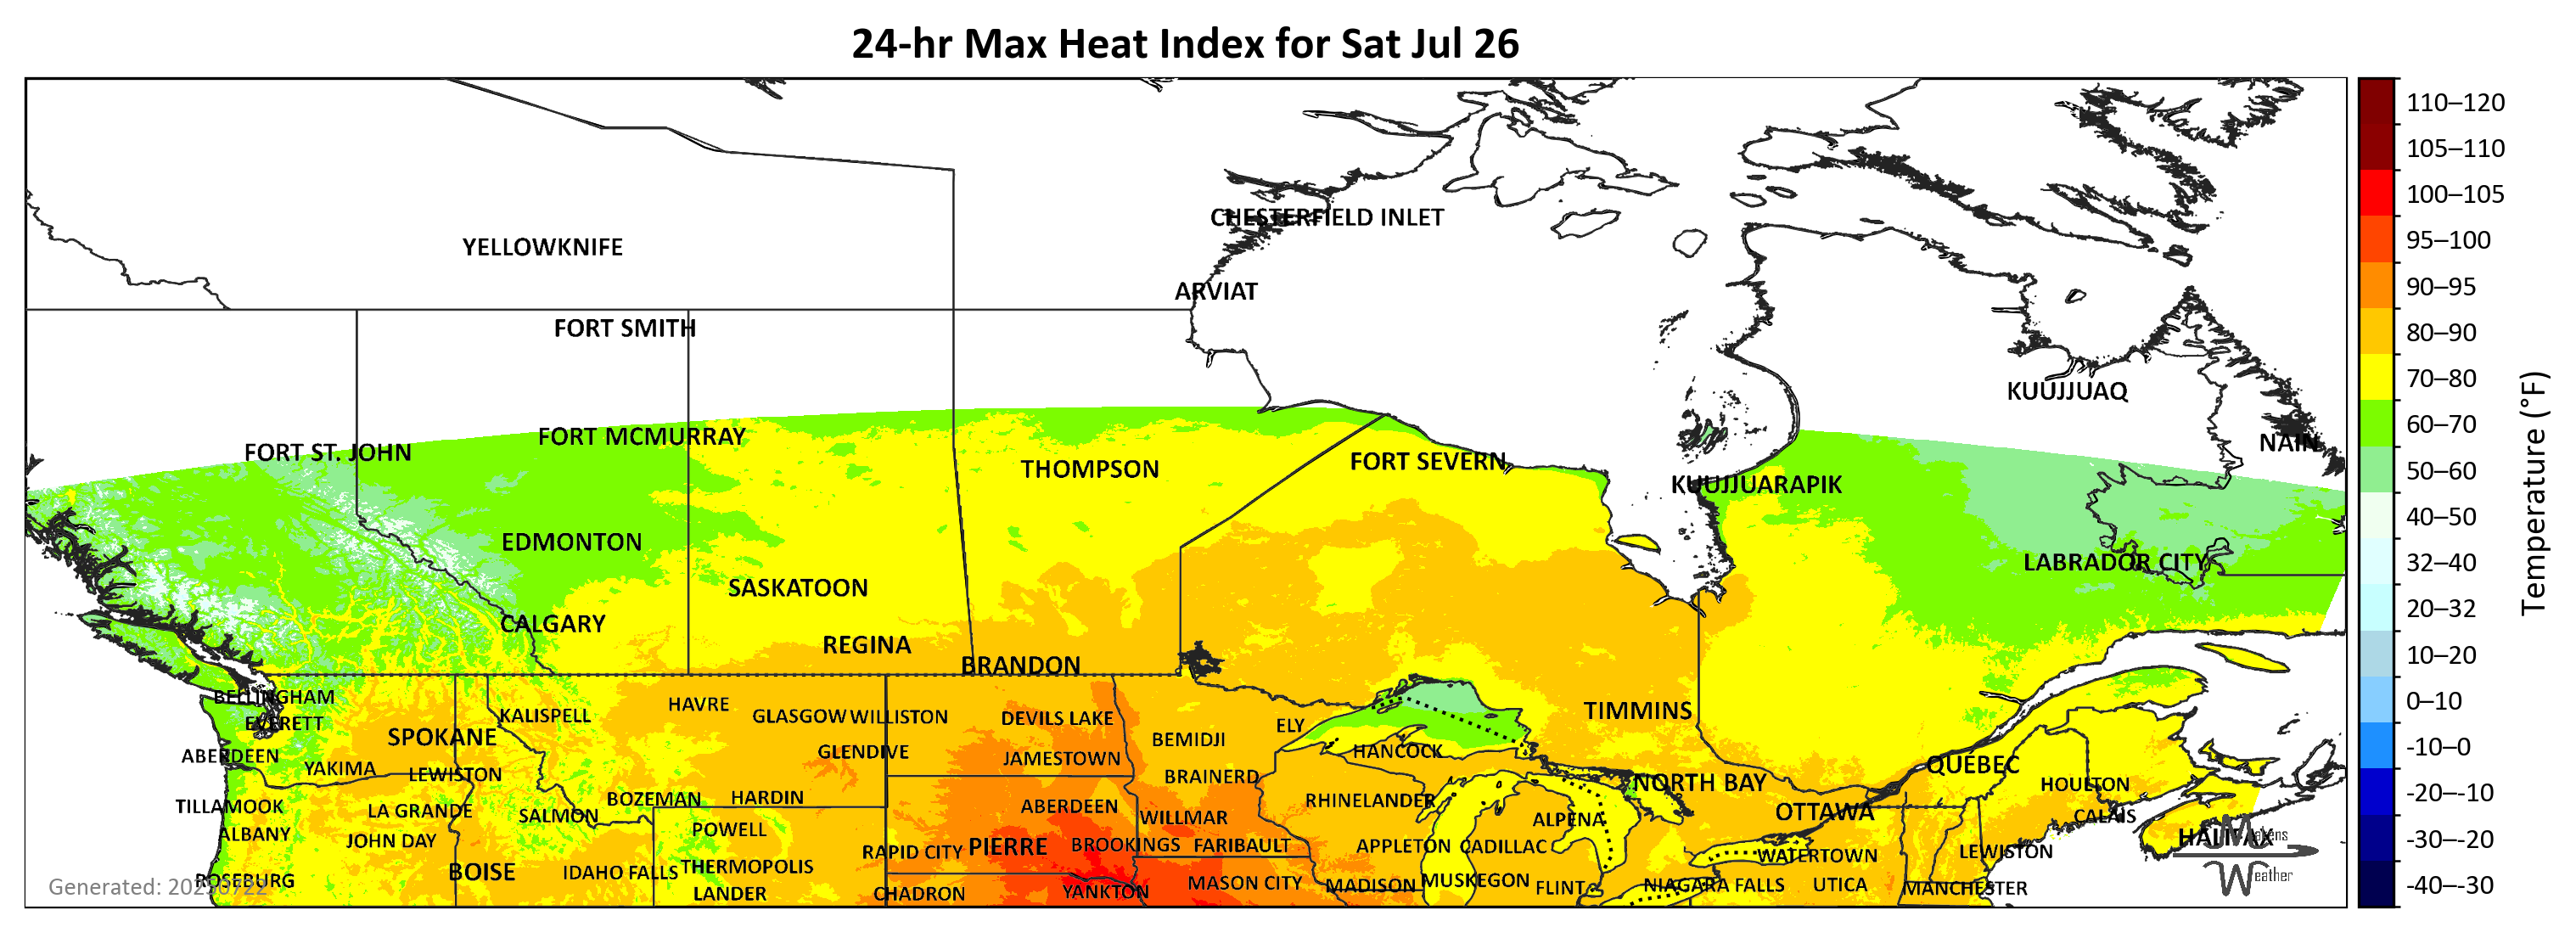 24-hr Max Heat Index for Sat Jul 26
110–120
105–110
CHESTERFIELD INLET
100–105
YELLOWKNIFE
95–100
ARVIAT
90–95
FORT SMITH
80–90
KUUJJUAQ
70–80
FORT MCMURRAY
60–70
NAIN
FORT ST. JOHN
THOMPSON
FORT SEVERN
50–60
KUUJJUARAPIK
Temperature (°F)
40–50
EDMONTON
LABRADOR CITY
32–40
SASKATOON
20–32
CALGARY
REGINA
10–20
BRANDON
BELLINGHAM
HAVRE
0–10
KALISPELL
GLASGOW
WILLISTON
DEVILS LAKE
TIMMINS
EVERETT
ELY
SPOKANE
BEMIDJI
-10–0
ABERDEEN
GLENDIVE
JAMESTOWN
HANCOCK
YAKIMA
LEWISTON
BRAINERD
QUÉBEC
NORTH BAY
HOULTON
-20–-10
TILLAMOOK
LA GRANDE
SALMON
BOZEMAN
HARDIN
ABERDEEN
RHINELANDER
OTTAWA
CALAIS
ALBANY
JOHN DAY
POWELL
WILLMAR
ALPENA
HALIFAX
Makens
Weather
-30–-20
RAPID CITY
PIERRE
BROOKINGS
FARIBAULT
APPLETON
CADILLAC
WATERTOWN
LEWISTON
BOISE
IDAHO FALLS
THERMOPOLIS
ROSEBURG
Generated: 20250722
LANDER
CHADRON
YANKTON
MASON CITY
MADISON
MUSKEGON
FLINT
NIAGARA FALLS
UTICA
MANCHESTER
-40–-30